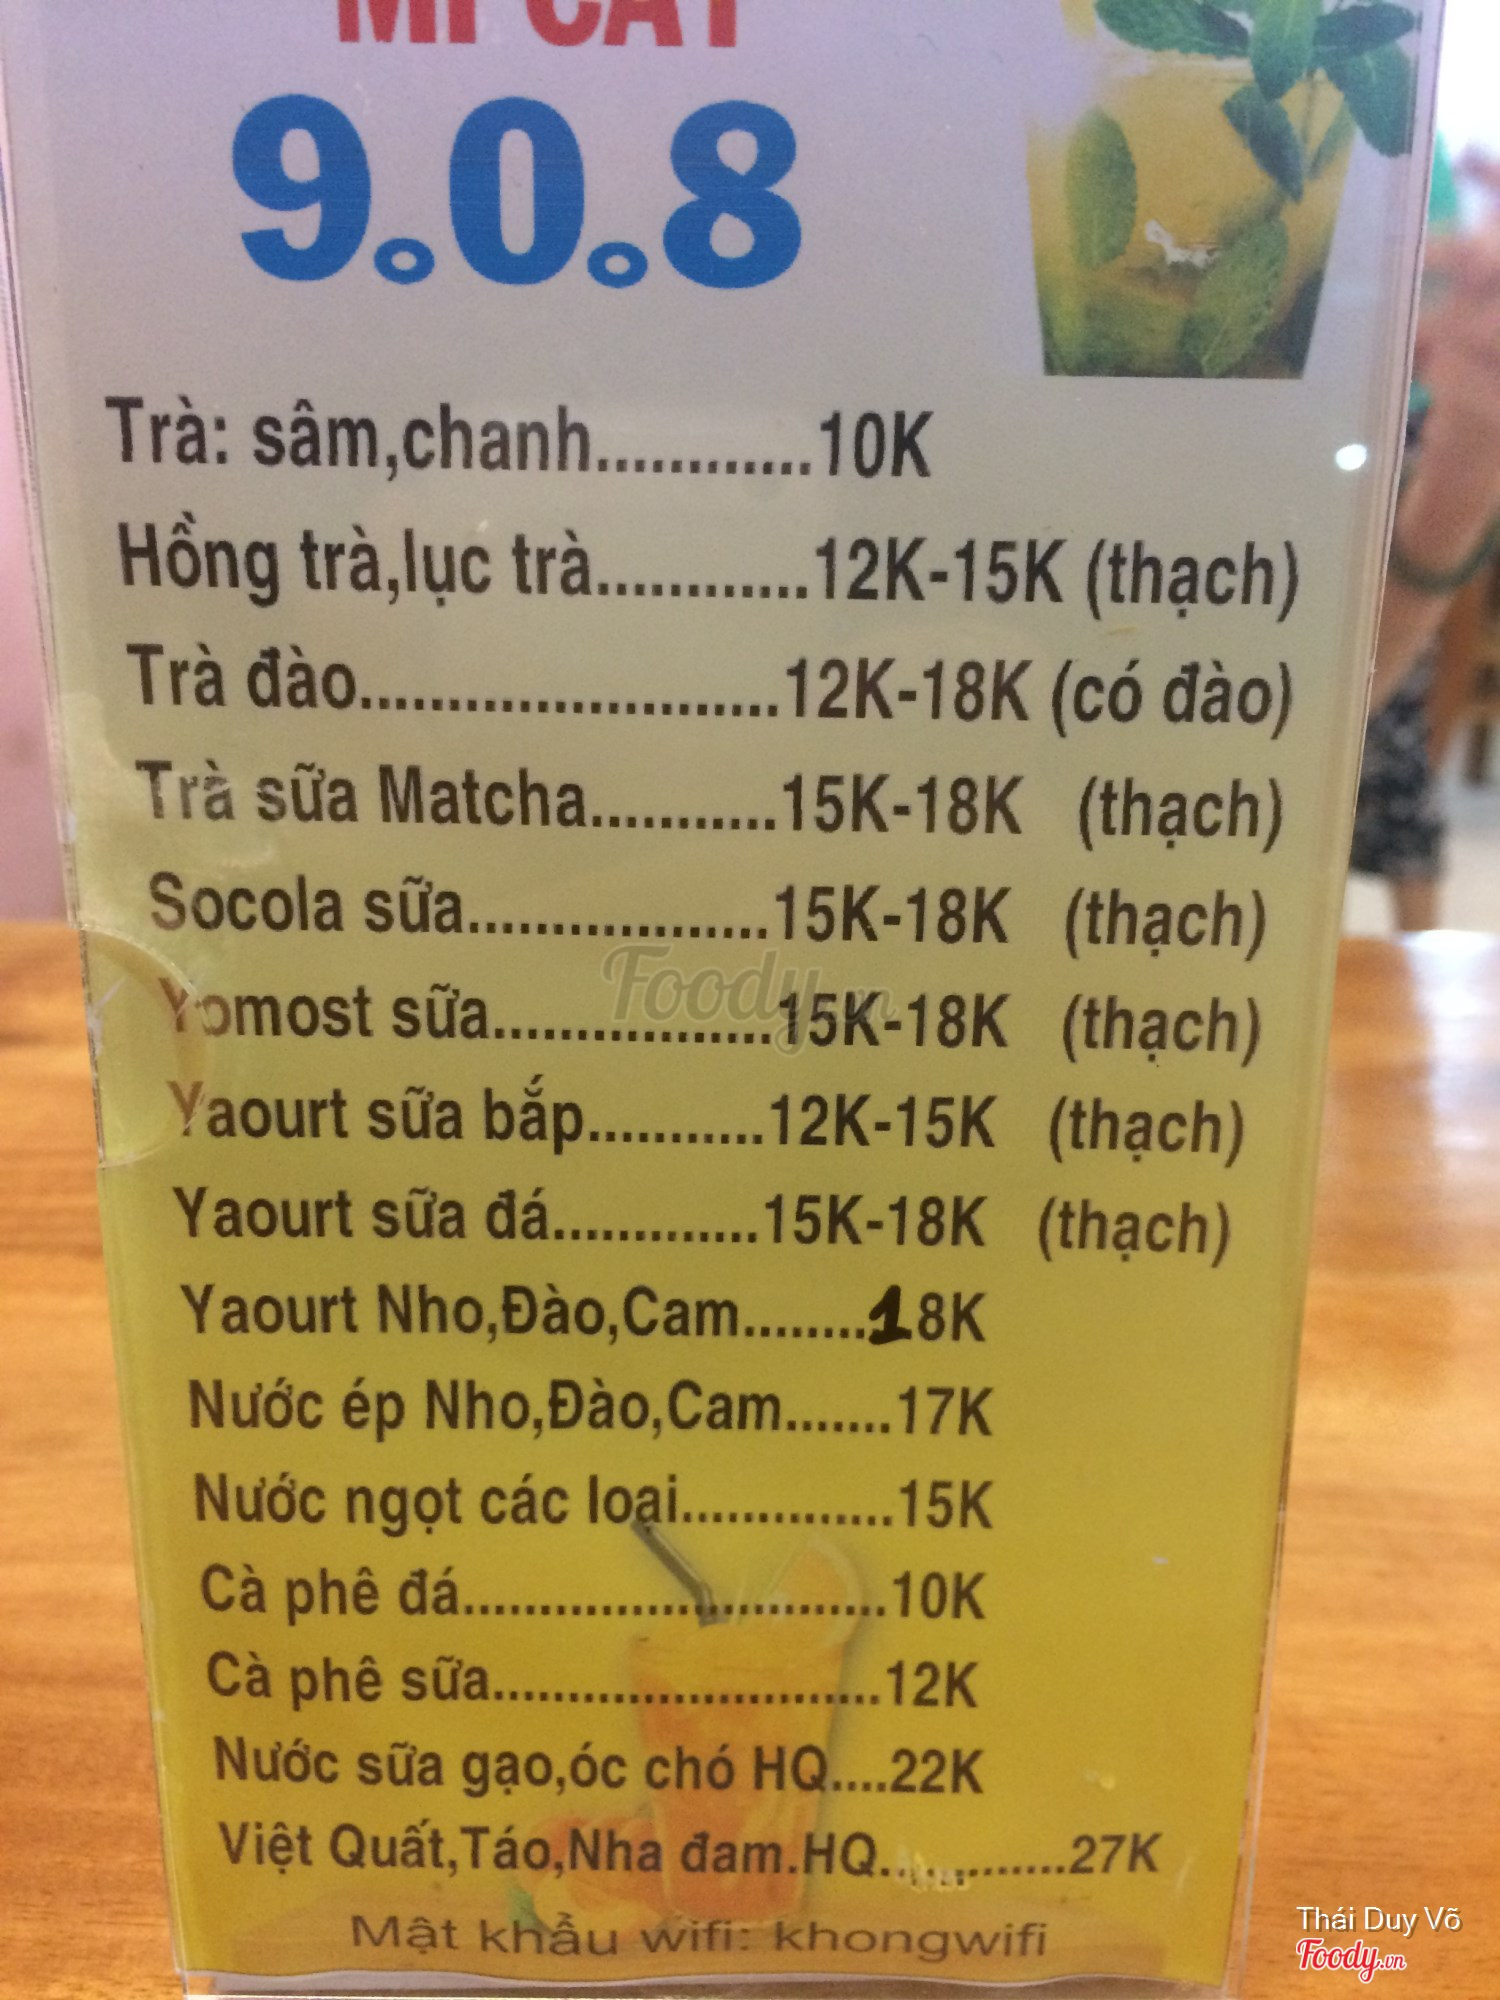 MÌ CAY
9.0.8
Trà: sâm,chanh............10K
Hồng trà,lục trà............12K-15K (thạch)
Trà đào........................12K-18K (có đào)
Trà sữa Matcha...........15K-18K (thạch)
Socola sữa..................15K-18K (thạch)
Yomost sữa.................15K-18K (thạch)
Yaourt sữa bắp...........12K-15K (thạch)
Yaourt sữa đá.............15K-18K (thạch)
Yaourt Nho,Đào,Cam........18K
Nước ép Nho,Đào,Cam.......17K
Nước ngọt các loại..............15K
Cà phê đá............................10K
Cà phê sữa..........................12K
Nước sữa gạo,óc chó HQ....22K
Việt Quất,Táo,Nha đam.HQ............27K
Mật khẩu wifi: khongwifi
Foody.vn
Thái Duy Võ
Foody.vn